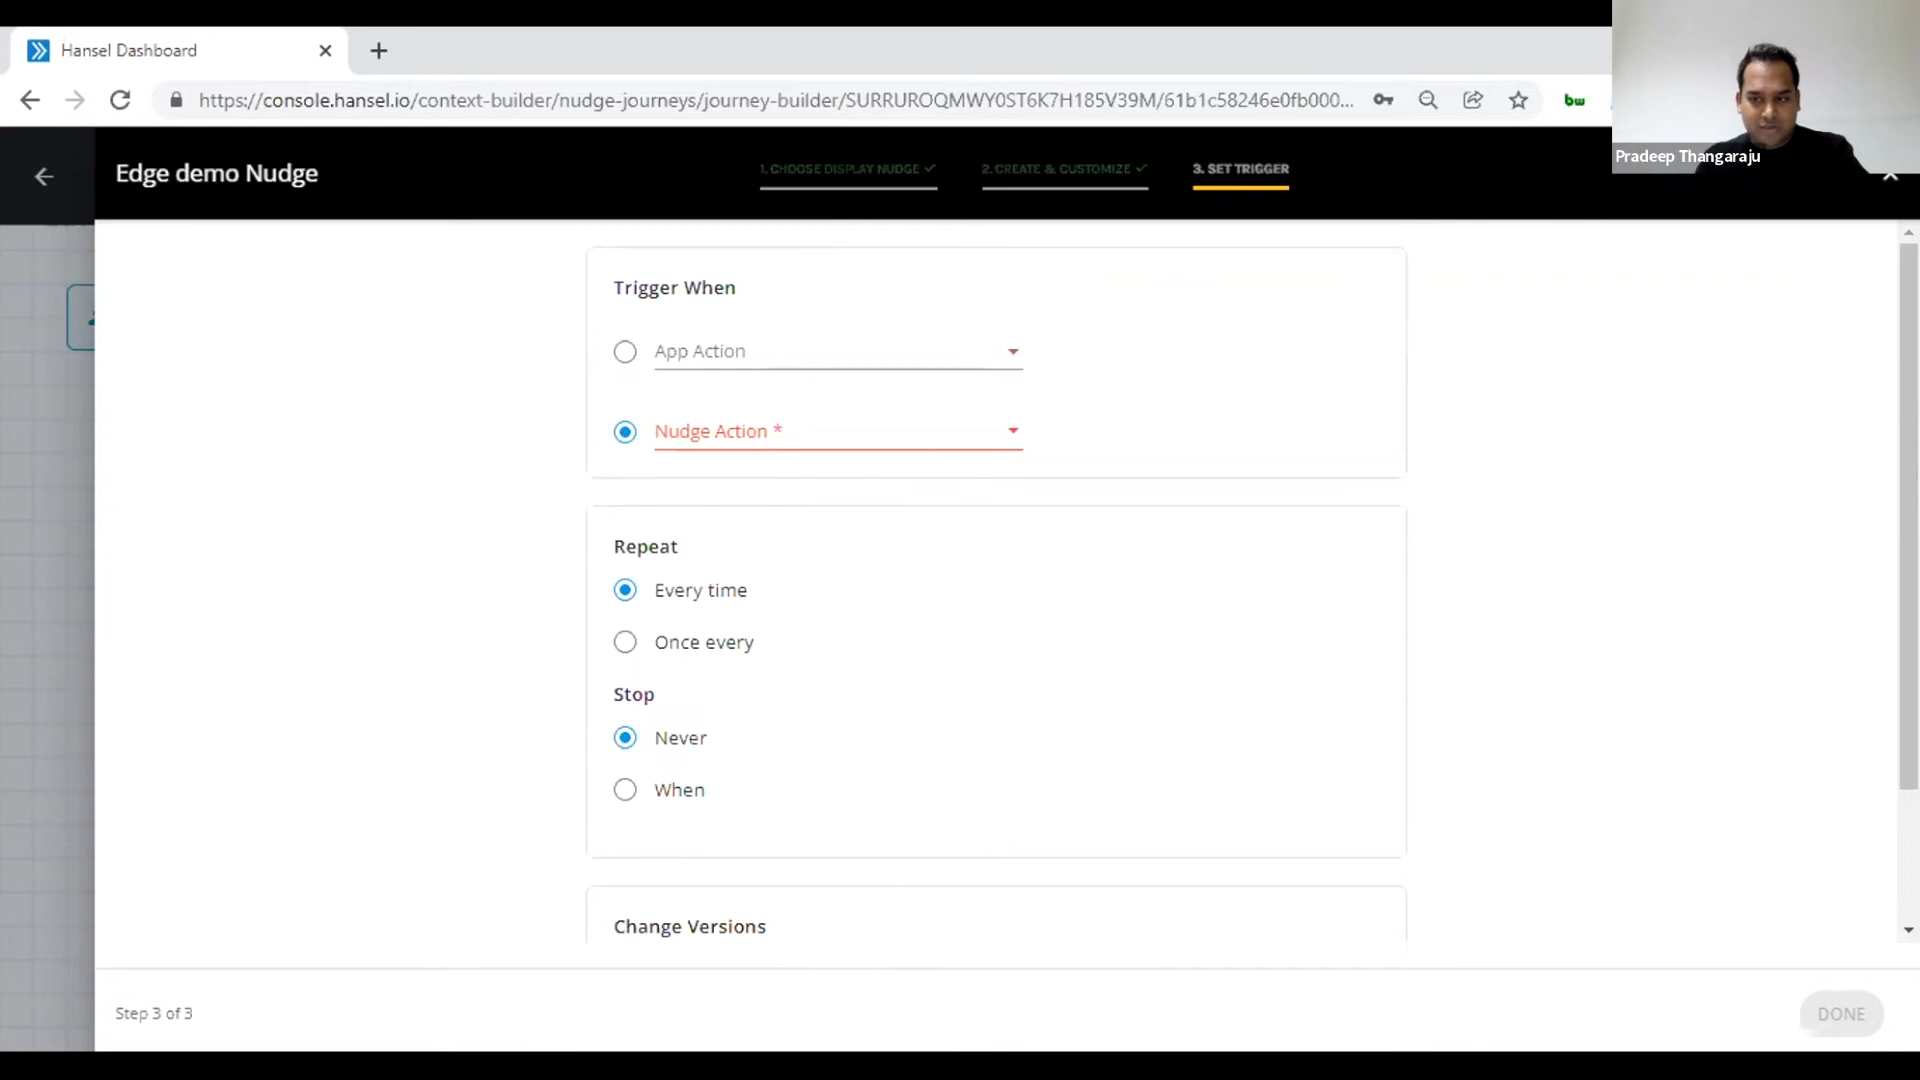 Hansel Dashboard
https://console.hansel.io/context-builder/nudge-journeys/journey-builder/SURRUROQMWY0ST6K7H185V39M/61b1c58246e0fb000...
bw
Pradeep Thangaraju
Edge demo Nudge
1. CHOOSE DISPLAY NUDGE
2. CREATE & CUSTOMIZE
3. SET TRIGGER
Trigger When
App Action
Nudge Action *
Repeat
Every time
Once every
Stop
Never
When
Change Versions
Step 3 of 3
DONE